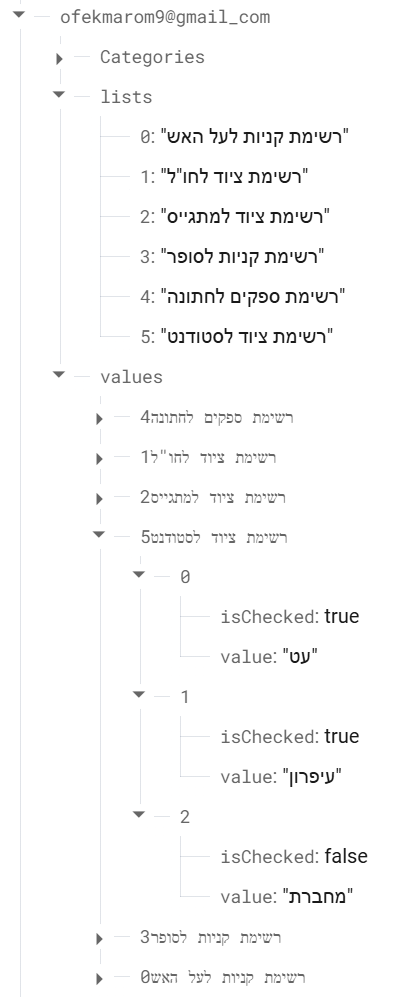 ofekmarom9@gmail_com
Categories
lists
0: "רשימת קניות לעל האש"
1: "רשימת ציוד לחו"ל"
2: "רשימת ציוד למתגייס"
3: "רשימת קניות לסופר"
4: "רשימת ספקים לחתונה"
5: "רשימת ציוד לסטודנט"
values
רשימת ספקים לחתונה4
רשימת ציוד לחו"ל1
רשימת ציוד למתגייס2
רשימת ציוד לסטודנט5
0
isChecked: true
value: "עט"
1
isChecked: true
value: "עיפרון"
2
isChecked: false
value: "מחברת"
רשימת קניות לסופר3
רשימת קניות לעל האש0